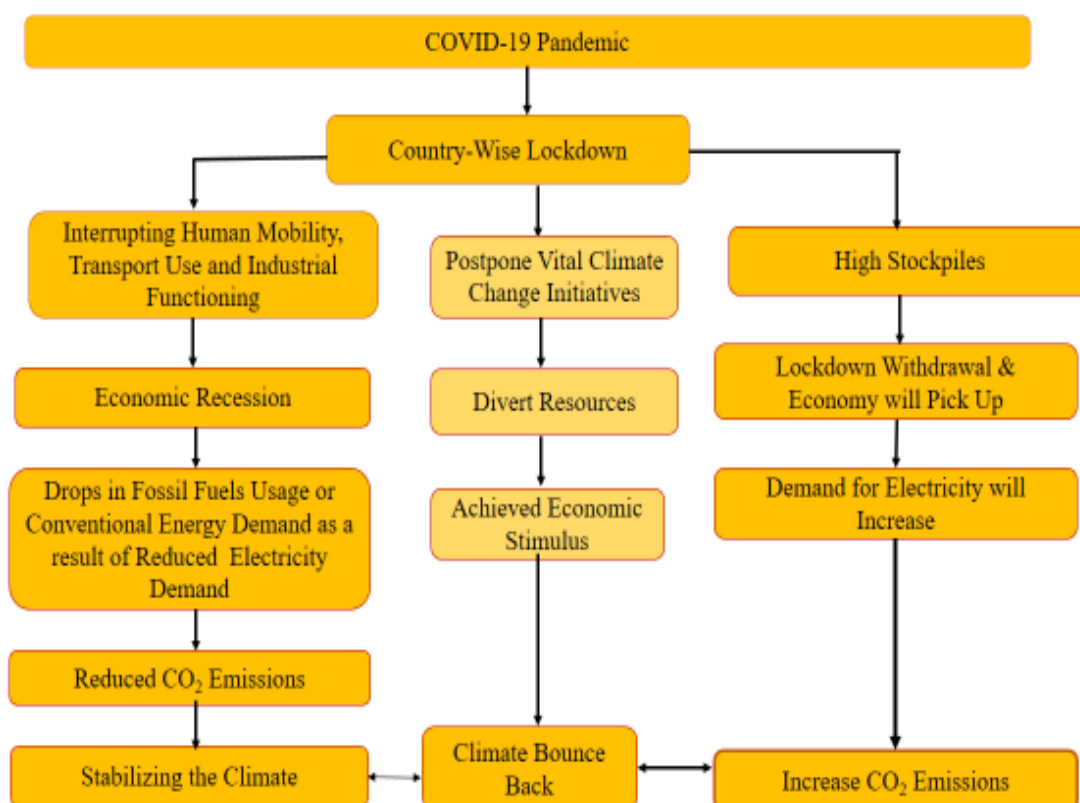 COVID-19 Pandemic
Country-Wise Lockdown
Interrupting Human Mobility,
Transport Use and Industrial
Functioning
Economic Recession
Drops in Fossil Fuels Usage or
Conventional Energy Demand as a
result of Reduced Electricity
Demand
Reduced CO₂ Emissions
Stabilizing the Climate
Postpone Vital Climate
Change Initiatives
Divert Resources
Achieved Economic
Stimulus
Climate Bounce
Back
High Stockpiles
Lockdown Withdrawal &
Economy will Pick Up
Demand for Electricity will
Increase
Increase CO₂ Emissions